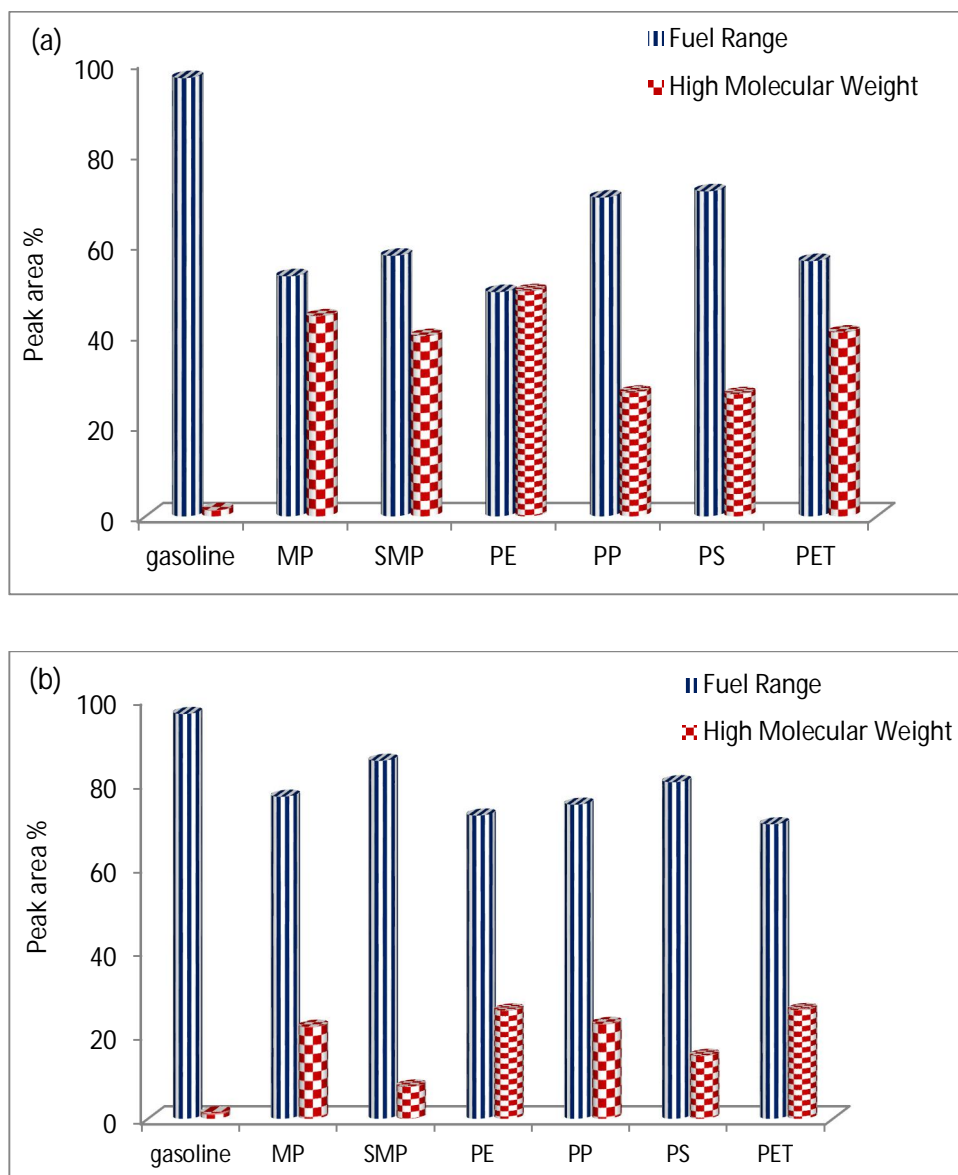 (a)
Fuel Range
High Molecular Weight
100
80
60
40
20
0
Peak area %
gasoline MP SMP PE PP PS PET
(b)
Fuel Range
High Molecular Weight
100
80
60
40
20
0
Peak area %
gasoline MP SMP PE PP PS PET